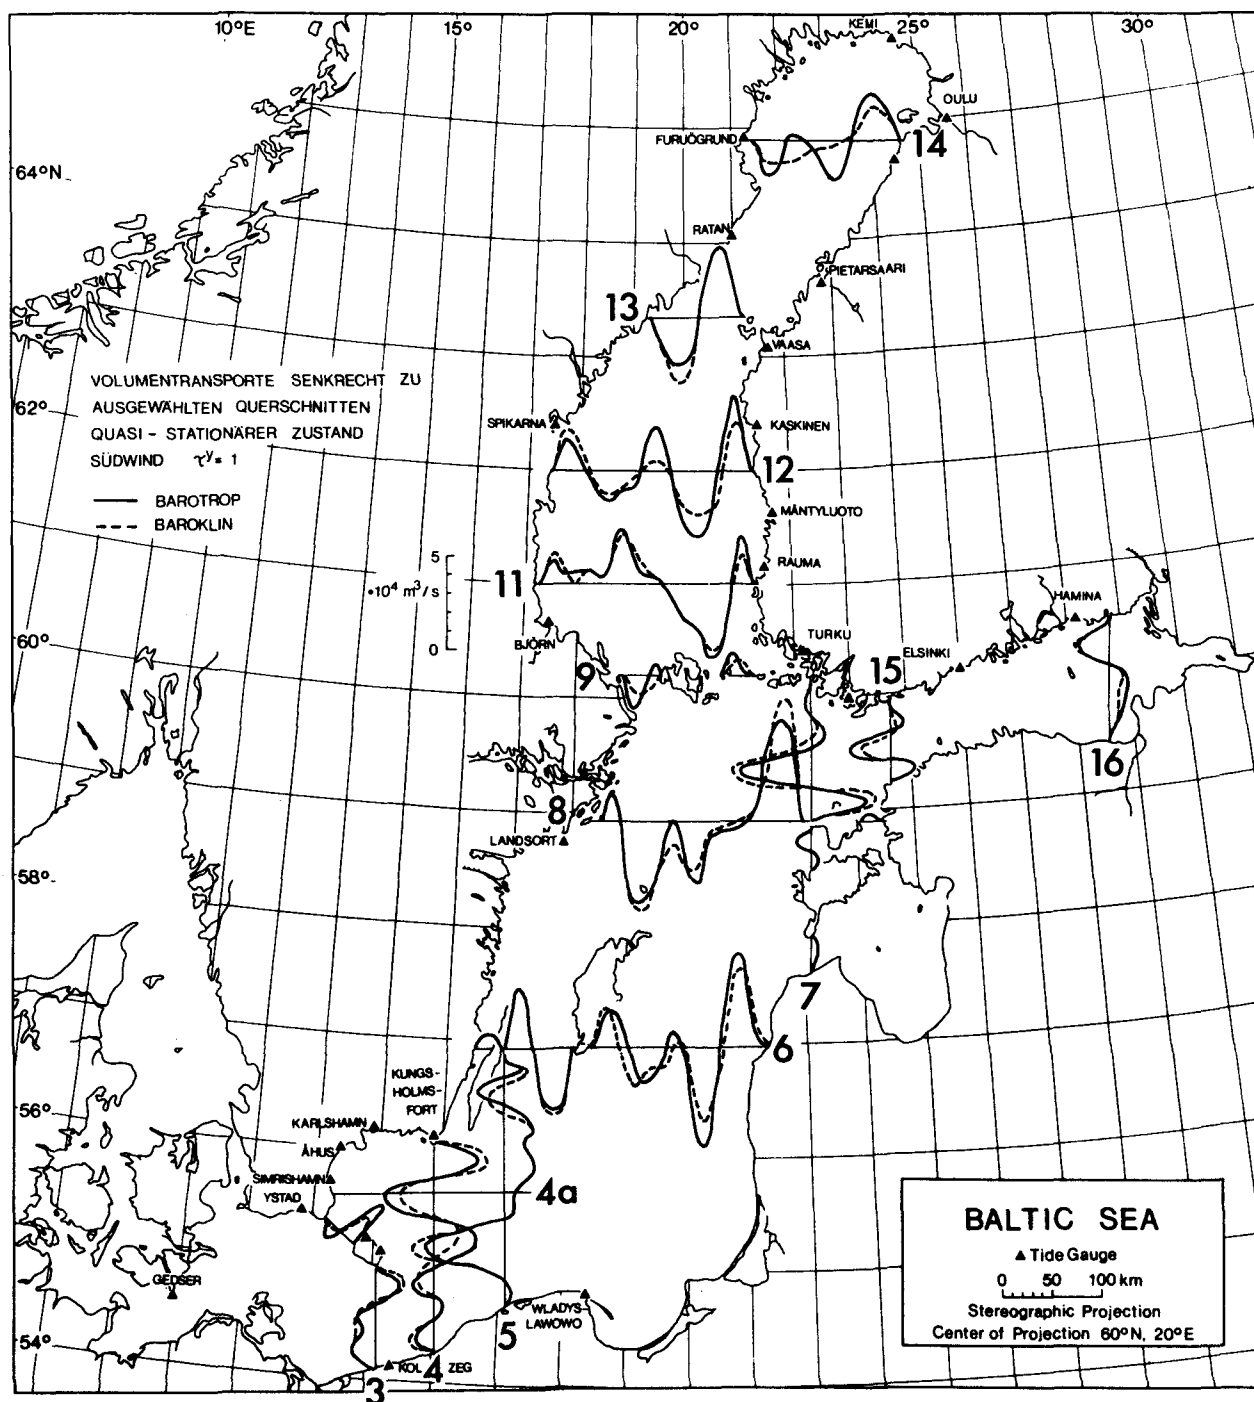 10°E
15°
20°
25°
30°
KEMI
OULU
FURUÖGRUND
14
64°N
RATAN
PIETARSAARI
13
VAASA
VOLUMENTRANSPORTE SENKRECHT ZU
AUSGEWÄHLTEN QUERSCHNITTEN
QUASI - STATIONÄRER ZUSTAND
SÜDWIND τʸ= 1
BAROTROP
BAROKLIN
62°
SPIKARNA
KASKINEN
12
MÄNTYLUOTO
5
•10⁴ m³/s
0
11
RAUMA
HAMINA
60°
BJÖRN
TURKU
ELSINKI
9
15
16
8
LANDSORT
58°
7
6
KUNGS-
HOLMS-
FORT
56°
KARLSHAMN
ÅHUS
SIMRISHAMN
YSTAD
4a
GEDSER
WLADYS-
LAWOWO
5
54°
KOL
4
ZEG
3
BALTIC SEA
▲ Tide Gauge
0 50 100 km
Stereographic Projection
Center of Projection 60°N, 20°E